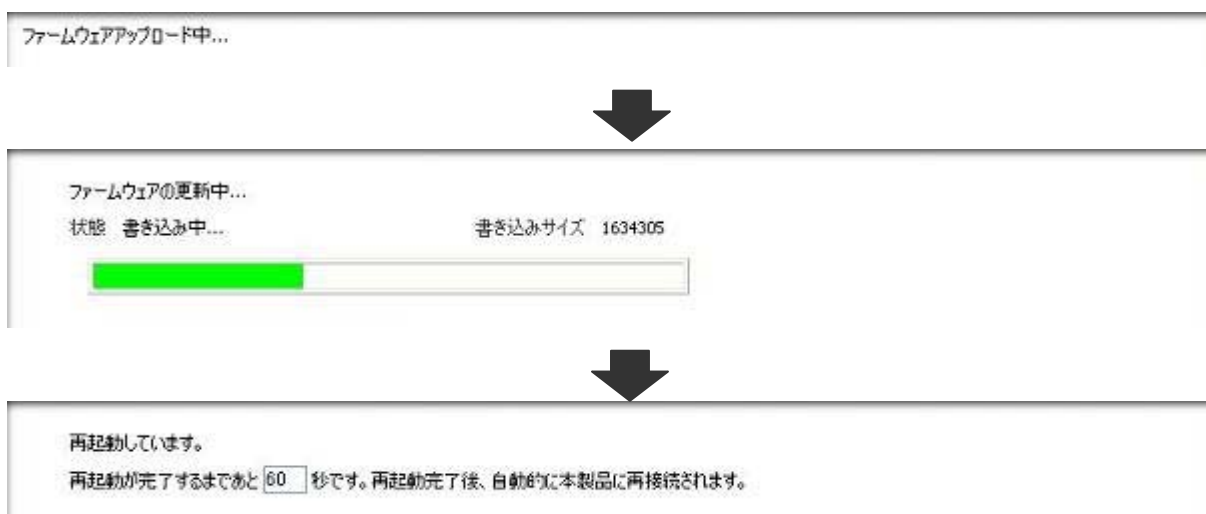 ファームウェアアップロード中...
ファームウェアの更新中...
状態 書き込み中... 書き込みサイズ 1634305
再起動しています。
再起動が完了するまであと 60 秒です。再起動完了後、自動的に本製品に再接続されます。